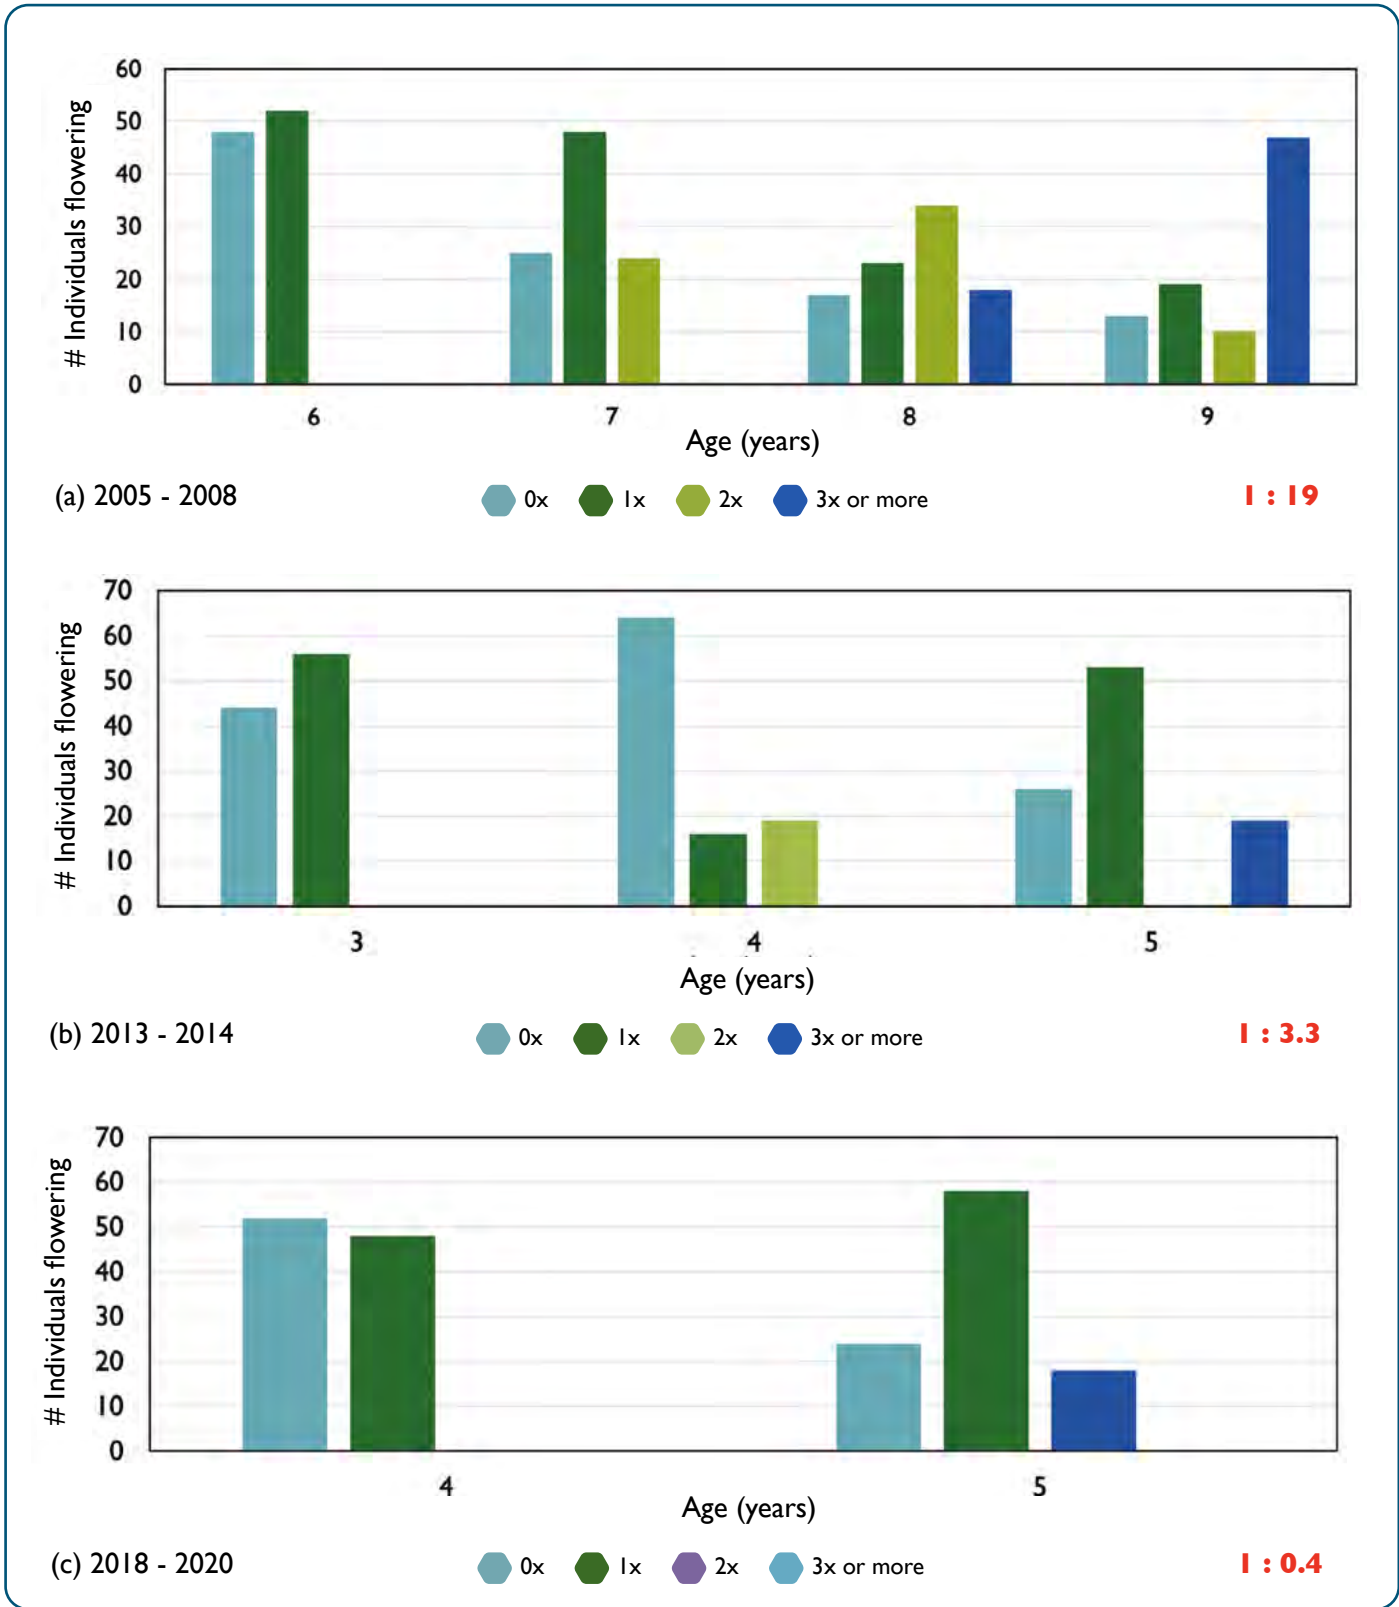 60
50
40
30
20
10
0
# Individuals flowering
6 7 8 9
Age (years)
(a) 2005 - 2008 0x 1x 2x 3x or more 1 : 19
70
60
50
40
30
20
10
0
# Individuals flowering
3 4 5
Age (years)
(b) 2013 - 2014 0x 1x 2x 3x or more 1 : 3.3
70
60
50
40
30
20
10
0
# Individuals flowering
4 5
Age (years)
(c) 2018 - 2020 0x 1x 2x 3x or more 1 : 0.4